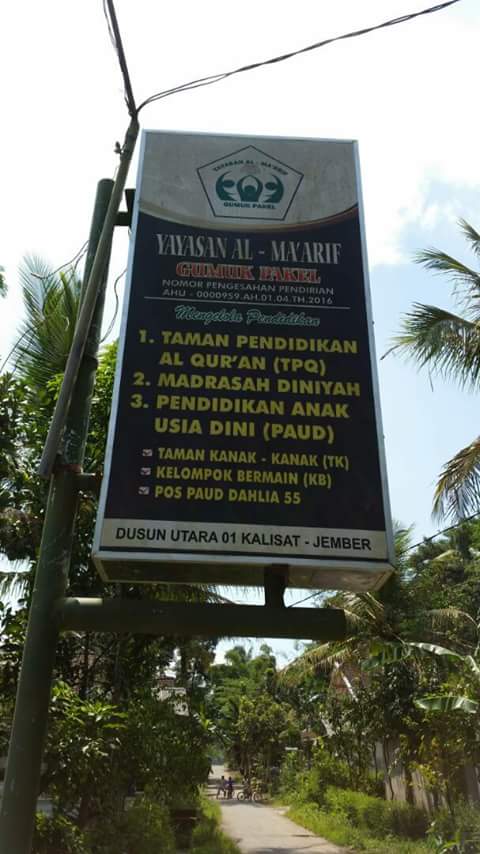 YAYASAN AL - MA'ARIF
GUMUK PAKEL
YAYASAN AL - MA'ARIF
GUMUK PAKEL
NOMOR PENGESAHAN PENDIRIAN
AHU - 0000959.AH.01.04.TH.2016
Mengelola Pendidikan
1. TAMAN PENDIDIKAN
AL QUR'AN (TPQ)
2. MADRASAH DINIYAH
3. PENDIDIKAN ANAK
USIA DINI (PAUD)
TAMAN KANAK - KANAK (TK)
KELOMPOK BERMAIN (KB)
POS PAUD DAHLIA 55
DUSUN UTARA 01 KALISAT - JEMBER